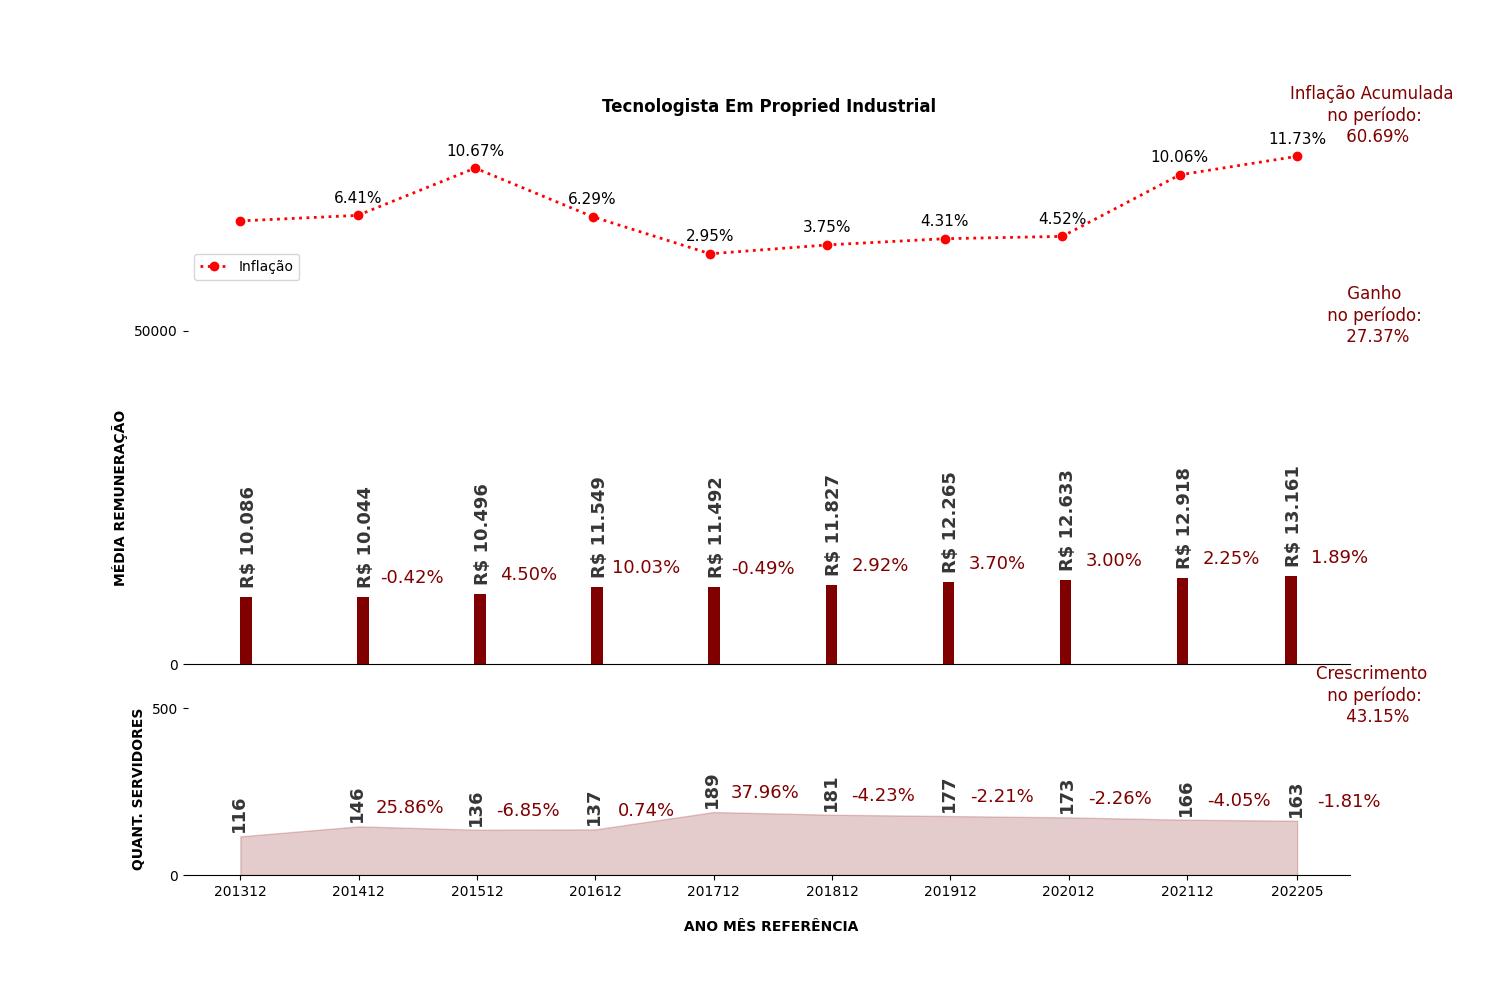 Tecnologista Em Propried Industrial
Inflação Acumulada
no período:
60.69%
6.41%
10.67%
6.29%
2.95%
3.75%
4.31%
4.52%
10.06%
11.73%
Inflação
Ganho
no período:
27.37%
50000
0
MÉDIA REMUNERAÇÃO
R$ 10.086
R$ 10.044
-0.42%
R$ 10.496
4.50%
R$ 11.549
10.03%
R$ 11.492
-0.49%
R$ 11.827
2.92%
R$ 12.265
3.70%
R$ 12.633
3.00%
R$ 12.918
2.25%
R$ 13.161
1.89%
Crescrimento
no período:
43.15%
500
0
QUANT. SERVIDORES
116
146
25.86%
136
-6.85%
137
0.74%
189
37.96%
181
-4.23%
177
-2.21%
173
-2.26%
166
-4.05%
163
-1.81%
201312
201412
201512
201612
201712
201812
201912
202012
202112
202205
ANO MÊS REFERÊNCIA